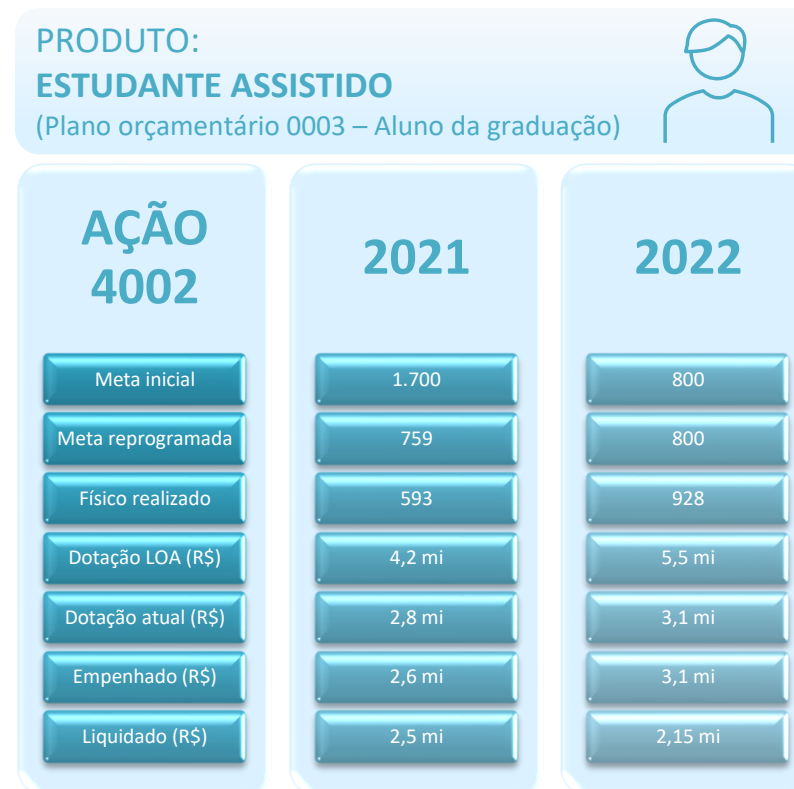 PRODUTO:
ESTUDANTE ASSISTIDO
(Plano orçamentário 0003 – Aluno da graduação)
AÇÃO
4002
2021
2022
Meta inicial
1.700
800
Meta reprogramada
759
800
Físico realizado
593
928
Dotação LOA (R$)
4,2 mi
5,5 mi
Dotação atual (R$)
2,8 mi
3,1 mi
Empenhado (R$)
2,6 mi
3,1 mi
Liquidado (R$)
2,5 mi
2,15 mi